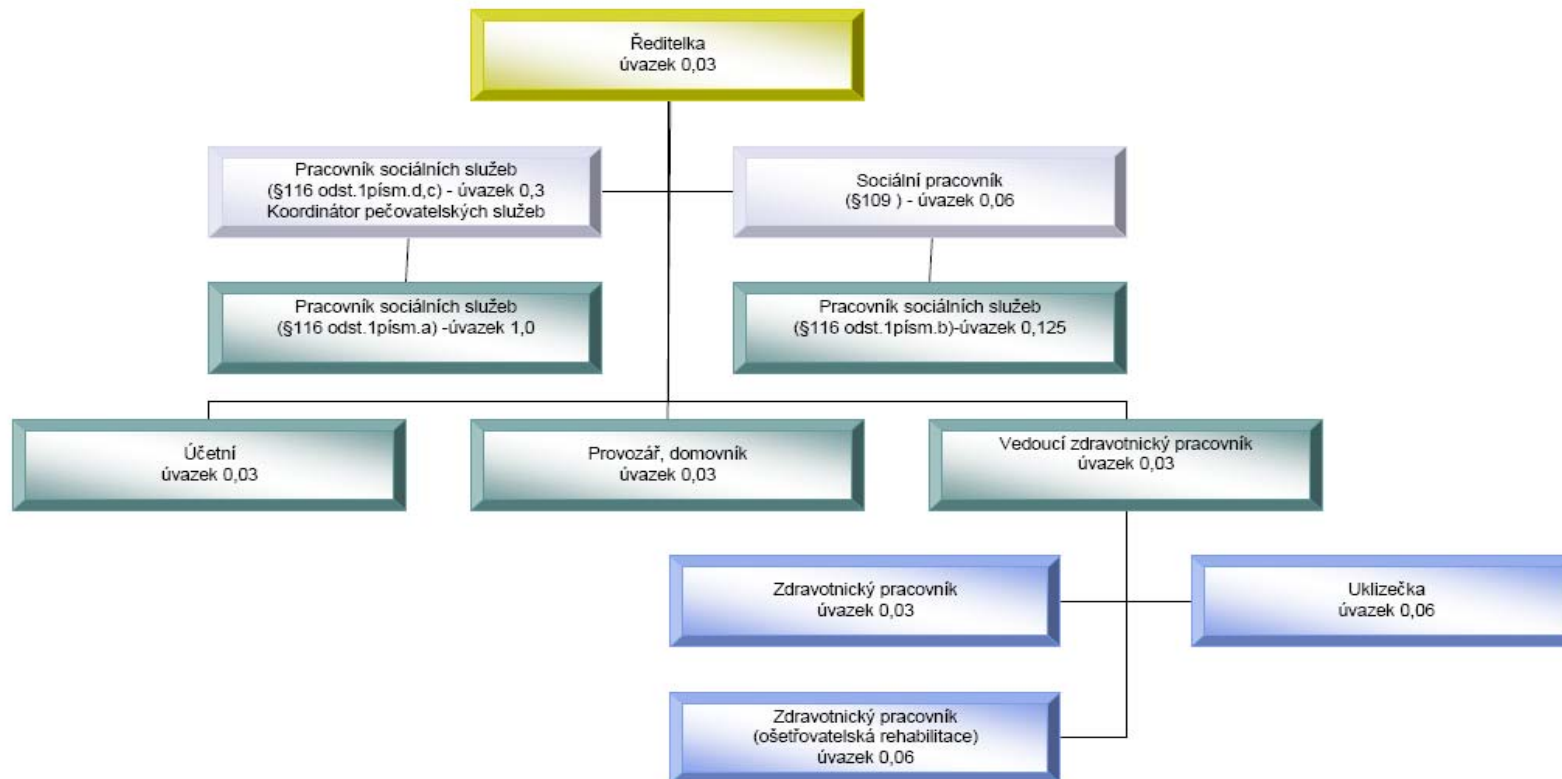 Ředitelka
úvazek 0,03
Pracovník sociálních služeb
(§116 odst.1písm.d,c) - úvazek 0,3
Koordinátor pečovatelských služeb
Sociální pracovník
(§109 ) - úvazek 0,06
Pracovník sociálních služeb
(§116 odst.1písm.a) -úvazek 1,0
Pracovník sociálních služeb
(§116 odst.1písm.b)-úvazek 0,125
Účetní
úvazek 0,03
Provozář, domovník
úvazek 0,03
Vedoucí zdravotnický pracovník
úvazek 0,03
Zdravotnický pracovník
úvazek 0,03
Uklizečka
úvazek 0,06
Zdravotnický pracovník
(ošetřovatelská rehabilitace)
úvazek 0,06